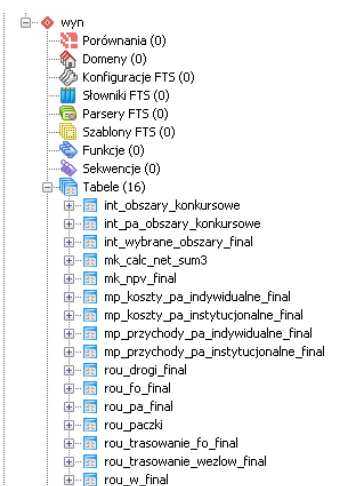 wyn
Porównania (0)
Domeny (0)
Konfiguracje FTS (0)
Słowniki FTS (0)
Parsery FTS (0)
Szablony FTS (0)
Funkcje (0)
Sekwencje (0)
Tabele (16)
int_obszary_konkursowe
int_pa_obszary_konkursowe
int_wybrane_obszary_final
mk_calc_net_sum3
mk_npv_final
mp_koszty_pa_indywidualne_final
mp_koszty_pa_instytucjonalne_final
mp_przychody_pa_indywidualne_final
mp_przychody_pa_instytucjonalne_final
rou_drogi_final
rou_fo_final
rou_pa_final
rou_paczki
rou_trasowanie_fo_final
rou_trasowanie_wezlow_final
rou_w_final